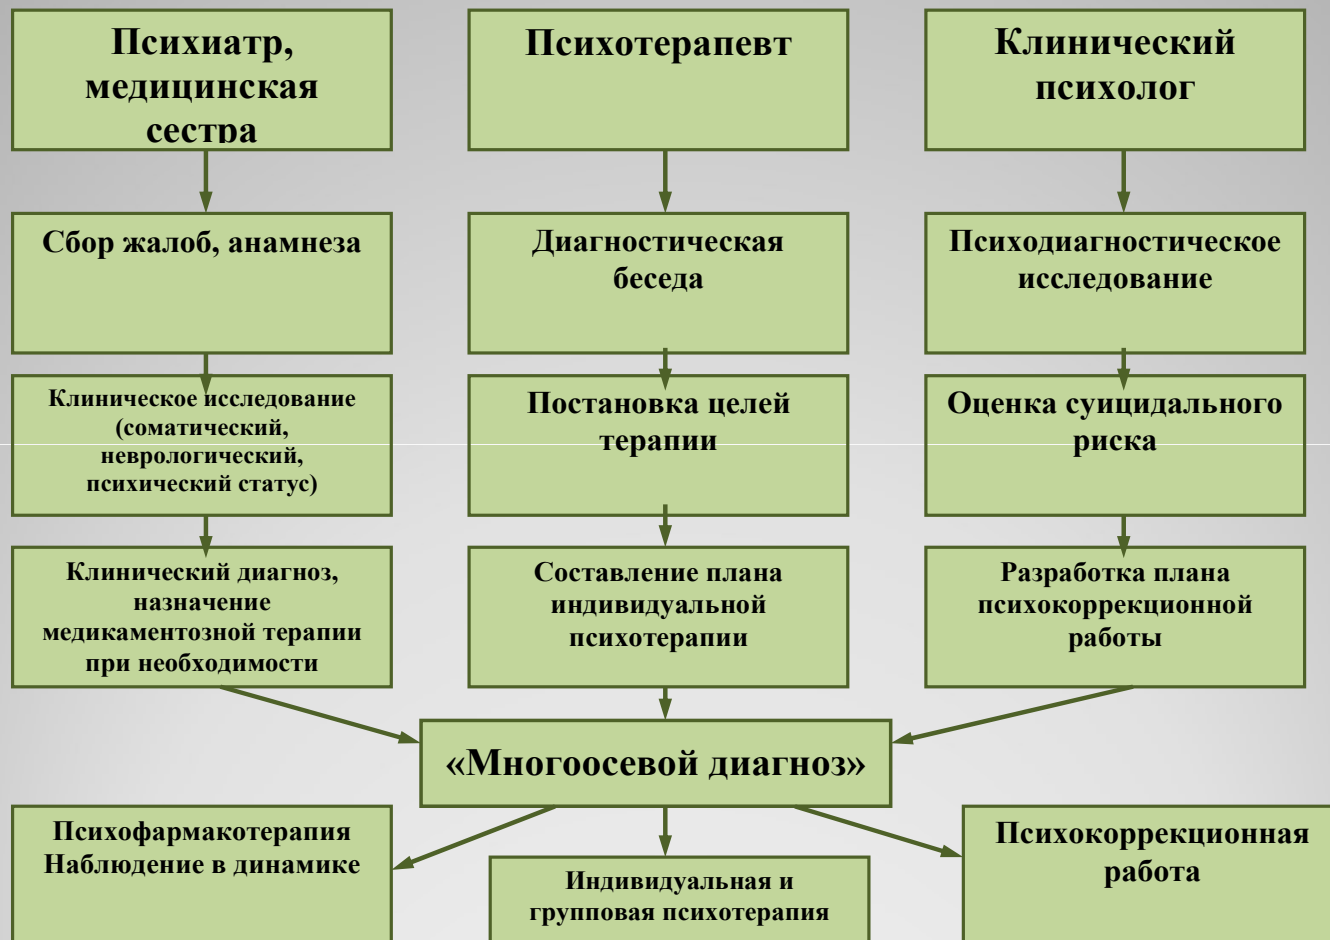 Психиатр,
медицинская
сестра
Психотерапевт
Клинический
психолог
Сбор жалоб, анамнеза
Диагностическая
беседа
Психодиагностическое
исследование
Клиническое исследование
(соматический,
неврологический,
психический статус)
Постановка целей
терапии
Оценка суицидального
риска
Клинический диагноз,
назначение
медикаментозной терапии
при необходимости
Составление плана
индивидуальной
психотерапии
Разработка плана
психокоррекционной
работы
«Многоосевой диагноз»
Психофармакотерапия
Наблюдение в динамике
Индивидуальная и
групповая психотерапия
Психокоррекционная
работа